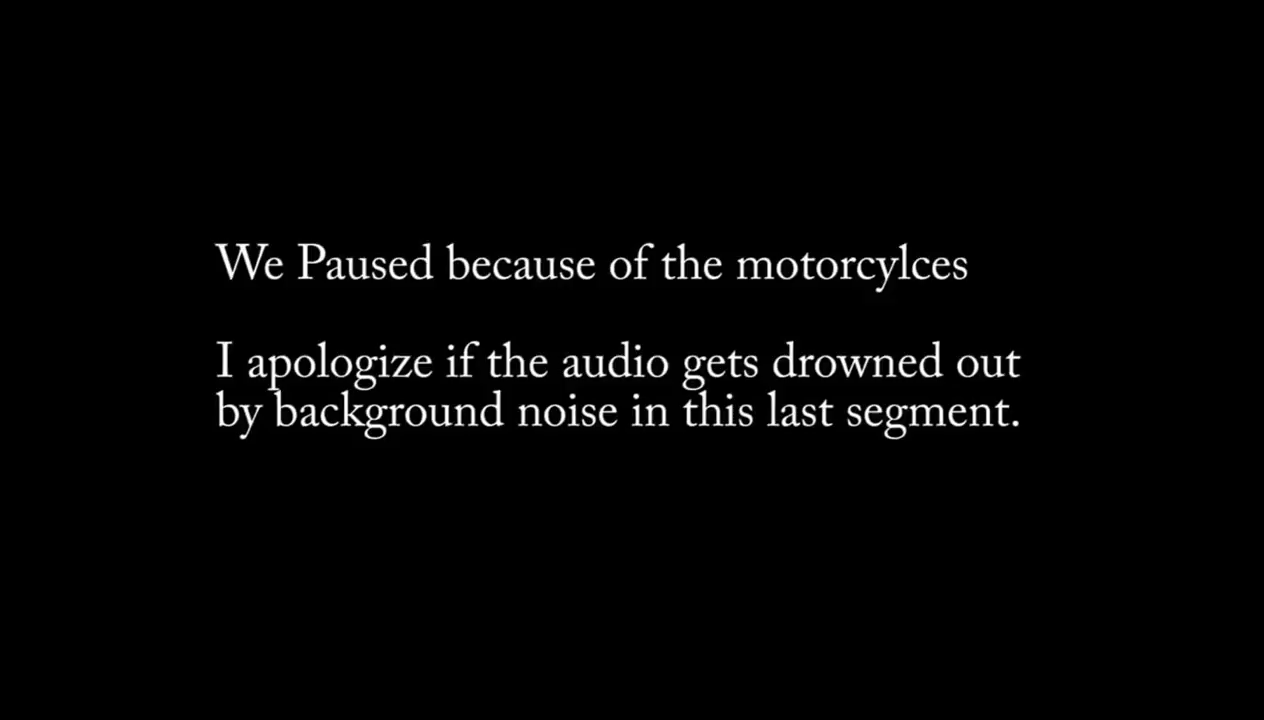 We Paused because of the motorcylces
I apologize if the audio gets drowned out
by background noise in this last segment.